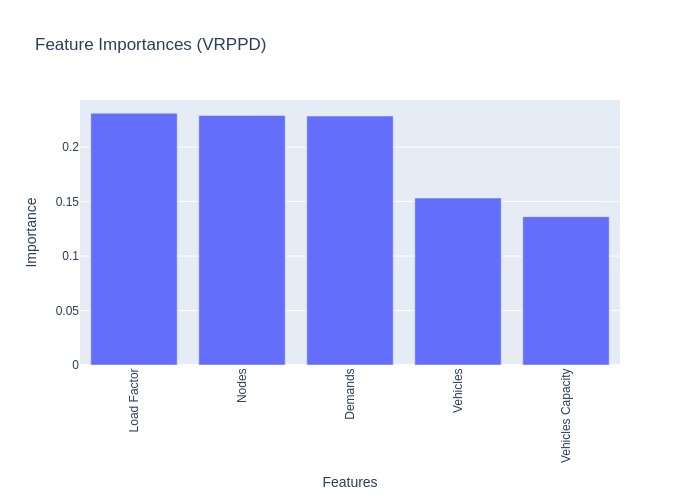 Feature Importances (VRPPD)
Importance
0.2
0.15
0.1
0.05
0
Load Factor
Nodes
Demands
Vehicles
Vehicles Capacity
Features